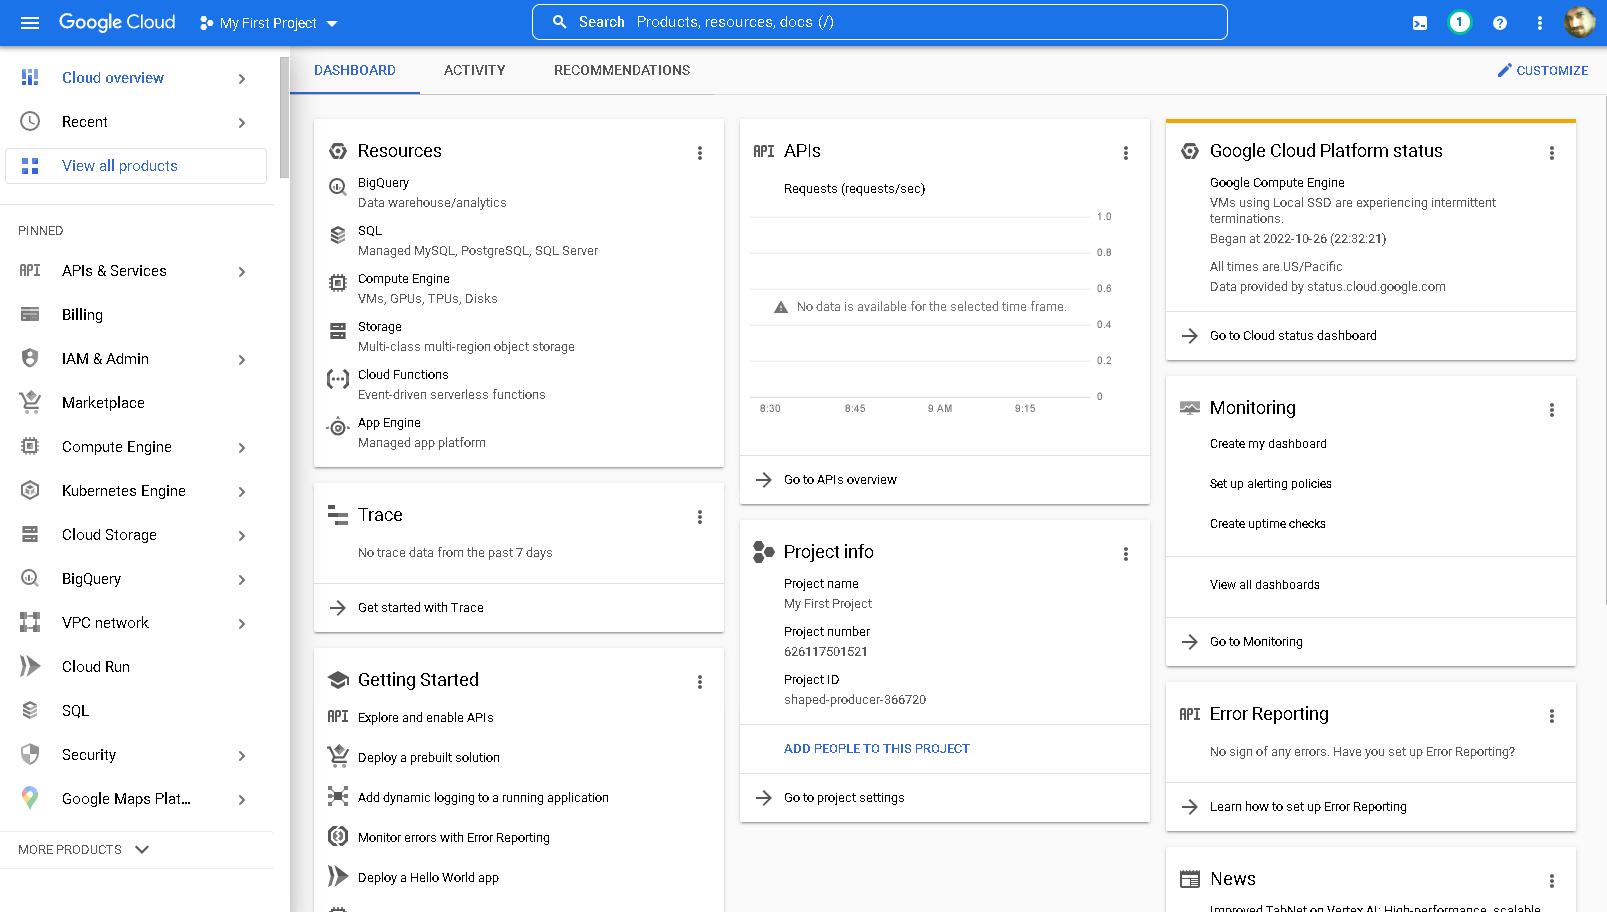 Google Cloud
My First Project
Search Products, resources, docs (/)
1
Cloud overview
Recent
View all products
PINNED
API APIs & Services
Billing
IAM & Admin
Marketplace
Compute Engine
Kubernetes Engine
Cloud Storage
BigQuery
VPC network
Cloud Run
SQL
Security
Google Maps Plat...
MORE PRODUCTS
DASHBOARD ACTIVITY RECOMMENDATIONS
CUSTOMIZE
Resources
BigQuery
Data warehouse/analytics
SQL
Managed MySQL, PostgreSQL, SQL Server
Compute Engine
VMs, GPUs, TPUs, Disks
Storage
Multi-class multi-region object storage
Cloud Functions
Event-driven serverless functions
App Engine
Managed app platform
Trace
No trace data from the past 7 days
Get started with Trace
Getting Started
API Explore and enable APIs
Deploy a prebuilt solution
Add dynamic logging to a running application
Monitor errors with Error Reporting
Deploy a Hello World app
API APIs
Requests (requests/sec)
1.0
0.8
0.6
No data is available for the selected time frame.
0.4
0.2
0
8:30 8:45 9 AM 9:15
Go to APIs overview
Project info
Project name
My First Project
Project number
626117501521
Project ID
shaped-producer-366720
ADD PEOPLE TO THIS PROJECT
Go to project settings
Google Cloud Platform status
Google Compute Engine
VMs using Local SSD are experiencing intermittent
terminations.
Began at 2022-10-26 (22:32:21)
All times are US/Pacific
Data provided by status.cloud.google.com
Go to Cloud status dashboard
Monitoring
Create my dashboard
Set up alerting policies
Create uptime checks
View all dashboards
Go to Monitoring
API Error Reporting
No sign of any errors. Have you set up Error Reporting?
Learn how to set up Error Reporting
News
Improved TabNet on Vertex AI: High-performance, scalable